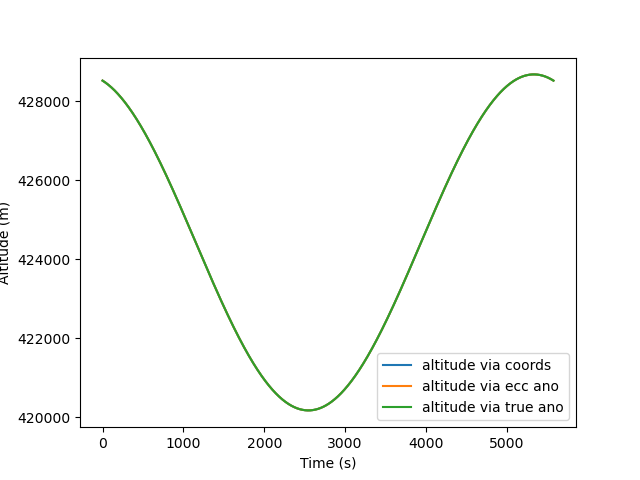 428000
426000
424000
422000
420000
Altitude (m)
0 1000 2000 3000 4000 5000
Time (s)
altitude via coords
altitude via ecc ano
altitude via true ano